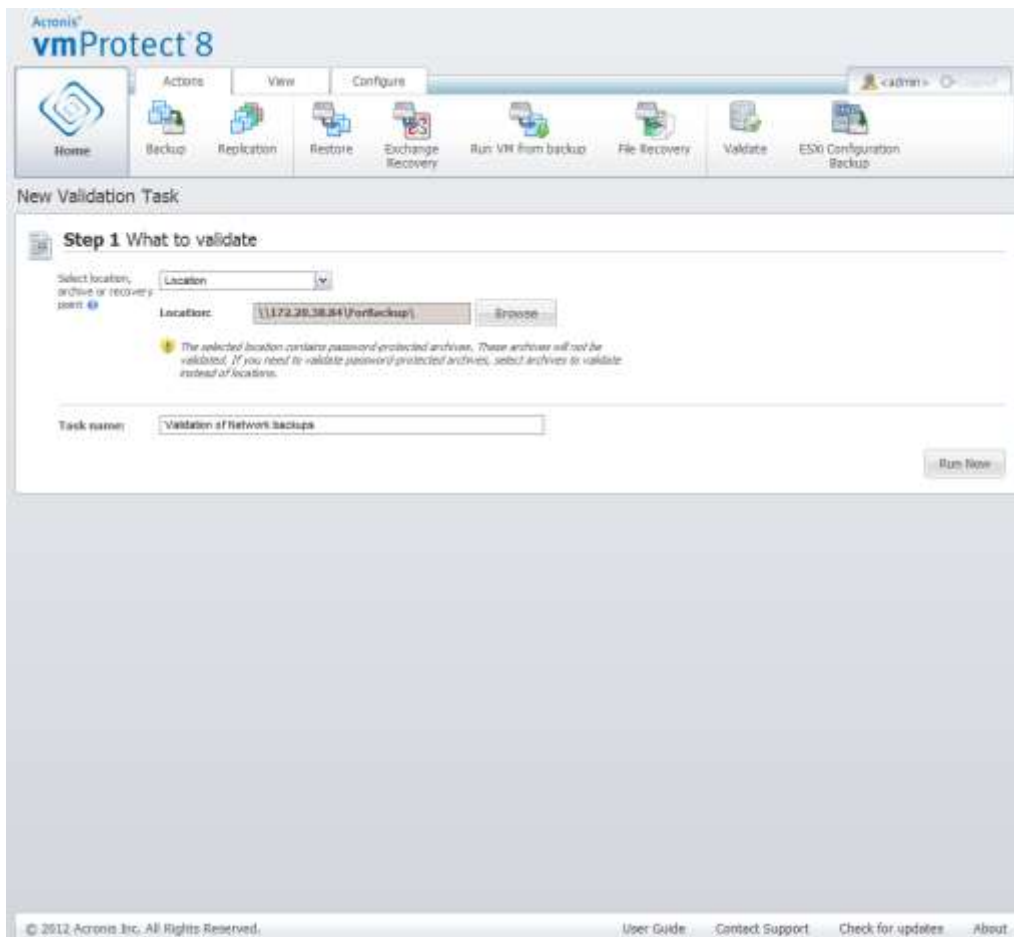 Acronis®
vmProtect 8
Actions
View
Configure
<admin>
Home
Backup
Replication
Restore
Exchange
Recovery
Run VM from backup
File Recovery
Validate
ESXi Configuration
Backup
New Validation Task
Step 1 What to validate
Select location,
archive or recovery
point
Location
Location:
\\172.20.38.84\ForBackup\
Browse
The selected location contains password-protected archives. These archives will not be
validated. If you need to validate password-protected archives, select archives to validate
instead of locations.
Task name:
Validation of Network backups
Run Now
© 2012 Acronis Inc. All Rights Reserved.
User Guide
Contact Support
Check for updates
About